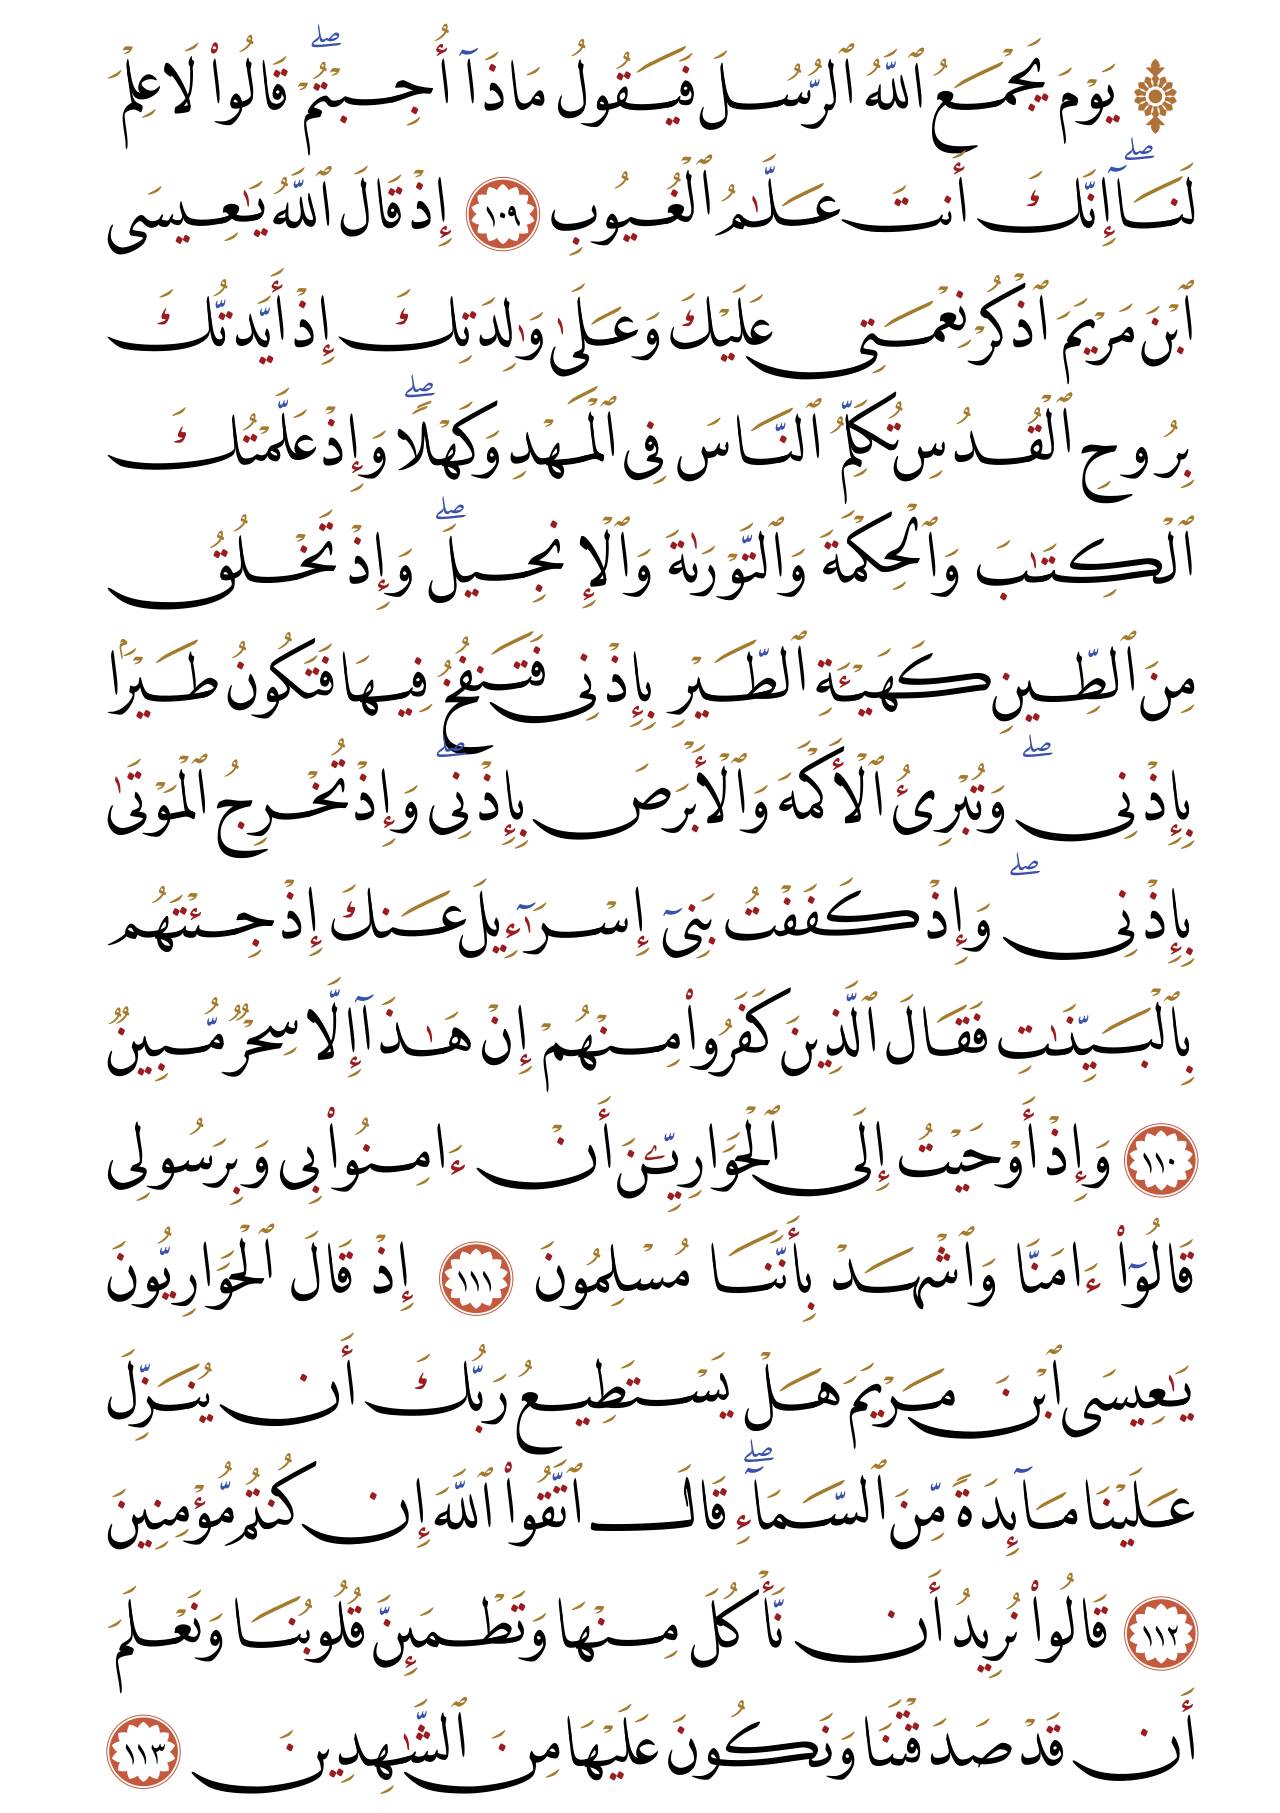 ۞ يَوْمَ يَجْمَعُ ٱللَّهُ ٱلرُّسُلَ فَيَقُولُ مَاذَآ أُجِبْتُمْ ۖ قَالُوا۟ لَا عِلْمَ
لَنَآ ۖ إِنَّكَ أَنتَ عَلَّـٰمُ ٱلْغُيُوبِ ١٠٩ إِذْ قَالَ ٱللَّهُ يَـٰعِيسَى
ٱبْنَ مَرْيَمَ ٱذْكُرْ نِعْمَتِى عَلَيْكَ وَعَلَىٰ وَٰلِدَتِكَ إِذْ أَيَّدتُّكَ
بِرُوحِ ٱلْقُدُسِ تُكَلِّمُ ٱلنَّاسَ فِى ٱلْمَهْدِ وَكَهْلًا ۖ وَإِذْ عَلَّمْتُكَ
ٱلْكِتَـٰبَ وَٱلْحِكْمَةَ وَٱلتَّوْرَىٰةَ وَٱلْإِنجِيلَ ۖ وَإِذْ تَخْلُقُ
مِنَ ٱلطِّينِ كَهَيْـَٔةِ ٱلطَّيْرِ بِإِذْنِى فَتَنفُخُ فِيهَا فَتَكُونُ طَيْرًۢا
بِإِذْنِى ۖ وَتُبْرِئُ ٱلْأَكْمَهَ وَٱلْأَبْرَصَ بِإِذْنِى ۖ وَإِذْ تُخْرِجُ ٱلْمَوْتَىٰ
بِإِذْنِى ۖ وَإِذْ كَفَفْتُ بَنِىٓ إِسْرَٰٓءِيلَ عَنكَ إِذْ جِئْتَهُم
بِٱلْبَيِّنَـٰتِ فَقَالَ ٱلَّذِينَ كَفَرُوا۟ مِنْهُمْ إِنْ هَـٰذَآ إِلَّا سِحْرٌ مُّبِينٌ
١١٠ وَإِذْ أَوْحَيْتُ إِلَى ٱلْحَوَارِيِّـۧنَ أَنْ ءَامِنُوا۟ بِى وَبِرَسُولِى
قَالُوٓا۟ ءَامَنَّا وَٱشْهَدْ بِأَنَّنَا مُسْلِمُونَ ١١١ إِذْ قَالَ ٱلْحَوَارِيُّونَ
يَـٰعِيسَى ٱبْنَ مَرْيَمَ هَلْ يَسْتَطِيعُ رَبُّكَ أَن يُنَزِّلَ
عَلَيْنَا مَآئِدَةً مِّنَ ٱلسَّمَآءِ ۖ قَالَ ٱتَّقُوا۟ ٱللَّهَ إِن كُنتُم مُّؤْمِنِينَ
١١٢ قَالُوا۟ نُرِيدُ أَن نَّأْكُلَ مِنْهَا وَتَطْمَئِنَّ قُلُوبُنَا وَنَعْلَمَ
أَن قَدْ صَدَقْتَنَا وَنَكُونَ عَلَيْهَا مِنَ ٱلشَّـٰهِدِينَ ١١٣